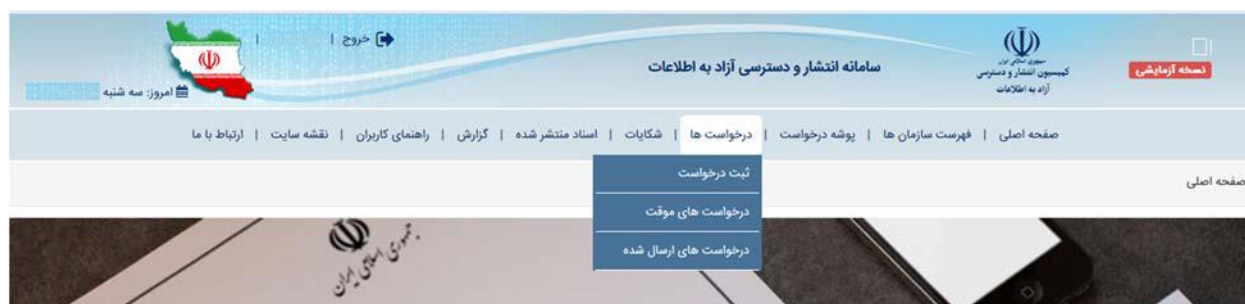 نسخه آزمایشی
جمهوری اسلامی ایران
کمیسیون انتشار و دسترسی
آزاد به اطلاعات
سامانه انتشار و دسترسی آزاد به اطلاعات
خروج |
|
امروز: سه شنبه
صفحه اصلی | فهرست سازمان ها | پوشه درخواست | درخواست ها | شکایات | اسناد منتشر شده | گزارش | راهنمای کاربران | نقشه سایت | ارتباط با ما
ثبت درخواست
درخواست های موقت
درخواست های ارسال شده
صفحه اصلی
جمهوری اسلامی ایران